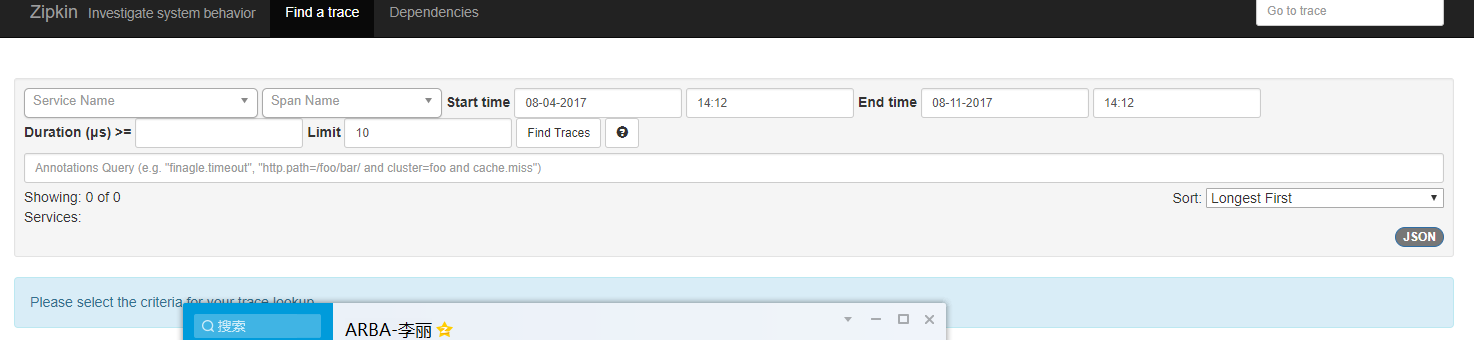 Zipkin Investigate system behavior Find a trace Dependencies Go to trace
Service Name Span Name Start time 08-04-2017 14:12 End time 08-11-2017 14:12
Duration (μs) >= Limit 10 Find Traces
Annotations Query (e.g. "finagle.timeout", "http.path=/foo/bar/ and cluster=foo and cache.miss")
Showing: 0 of 0 Sort: Longest First
Services:
JSON
Please select the criteria for your trace lookup.
搜索 ARBA-李丽